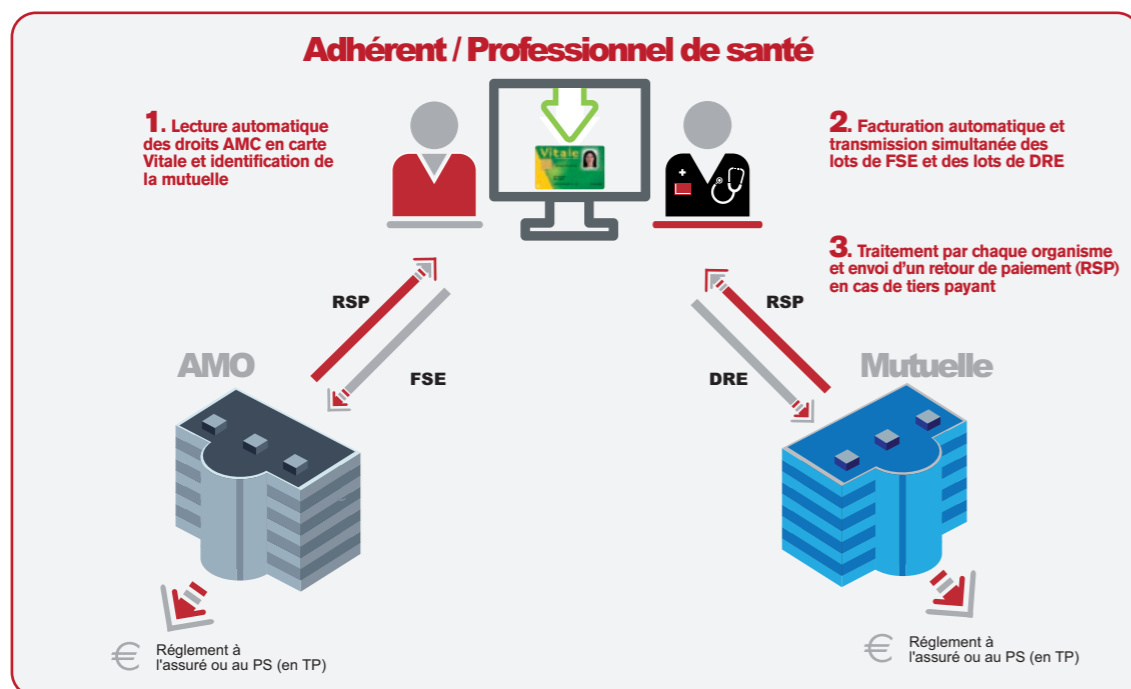 Adhérent / Professionnel de santé
1. Lecture automatique
des droits AMC en carte
Vitale et identification de
la mutuelle
Vitale
2. Facturation automatique et
transmission simultanée des
lots de FSE et des lots de DRE
3. Traitement par chaque organisme
et envoi d'un retour de paiement (RSP)
en cas de tiers payant
RSP
FSE
RSP
DRE
AMO
Mutuelle
€ Réglement à
l'assuré ou au PS (en TP)
€ Réglement à
l'assuré ou au PS (en TP)